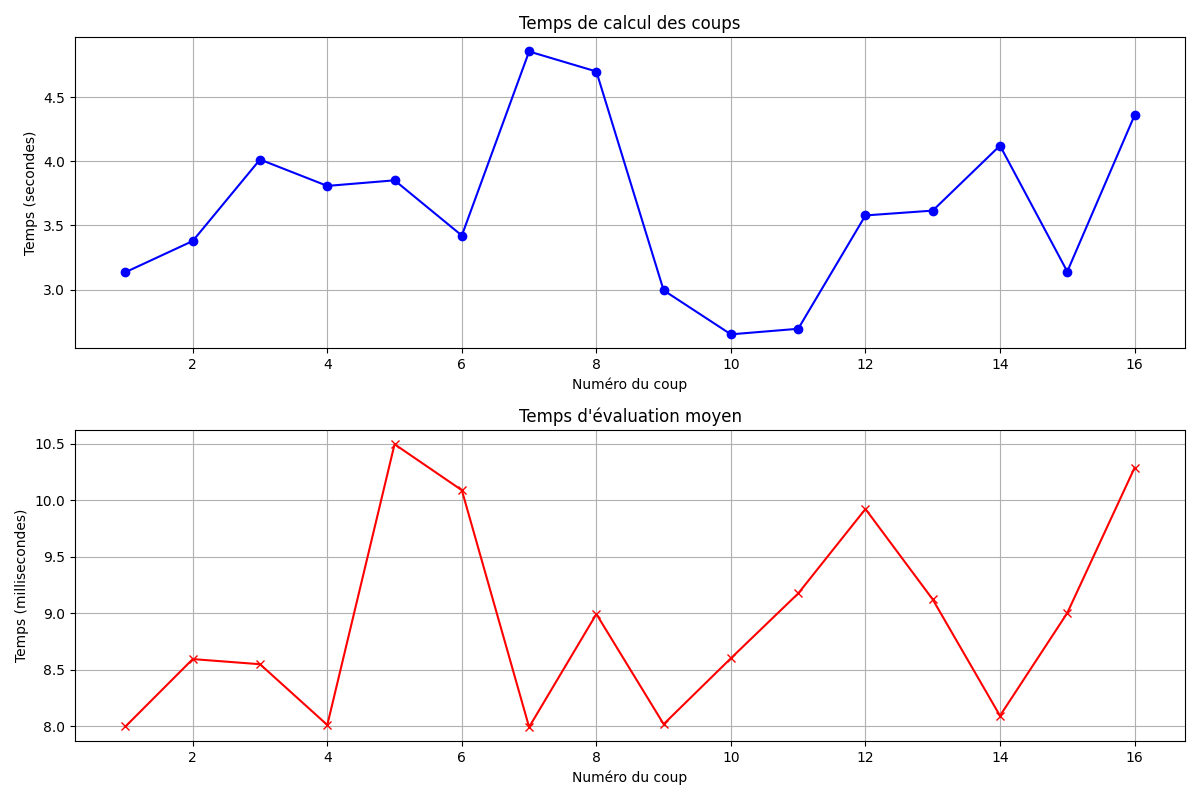 Temps de calcul des coups
4.5
4.0
3.5
3.0
Temps (secondes)
2 4 6 8 10 12 14 16
Numéro du coup
Temps d'évaluation moyen
10.5
10.0
9.5
9.0
8.5
8.0
Temps (millisecondes)
2 4 6 8 10 12 14 16
Numéro du coup